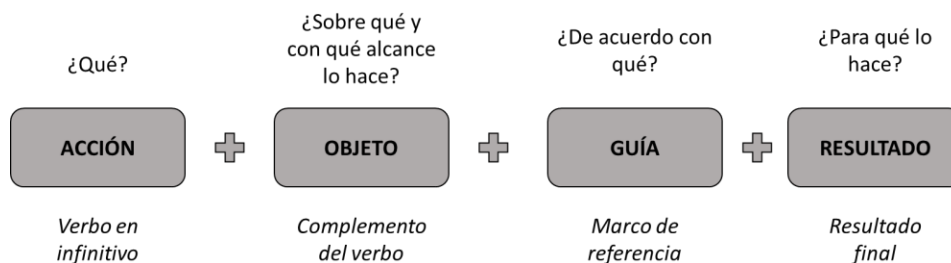 ¿Qué?
¿Sobre qué y
con qué alcance
lo hace?
¿De acuerdo con
qué?
¿Para qué lo
hace?
ACCIÓN
OBJETO
GUÍA
RESULTADO
Verbo en
infinitivo
Complemento
del verbo
Marco de
referencia
Resultado
final